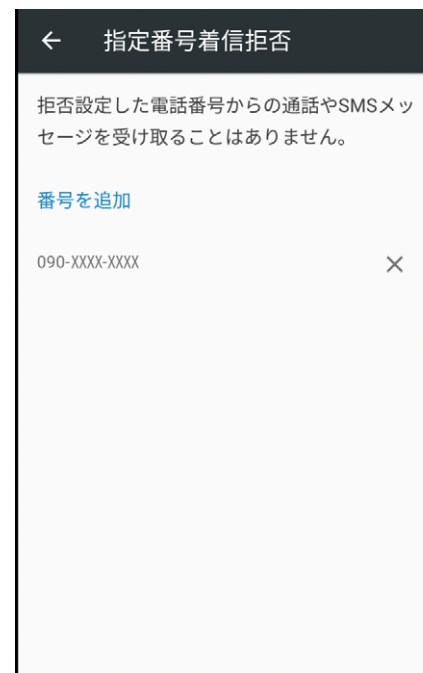 指定番号着信拒否
拒否設定した電話番号からの通話やSMSメッ
セージを受け取ることはありません。
番号を追加
090-XXXX-XXXX